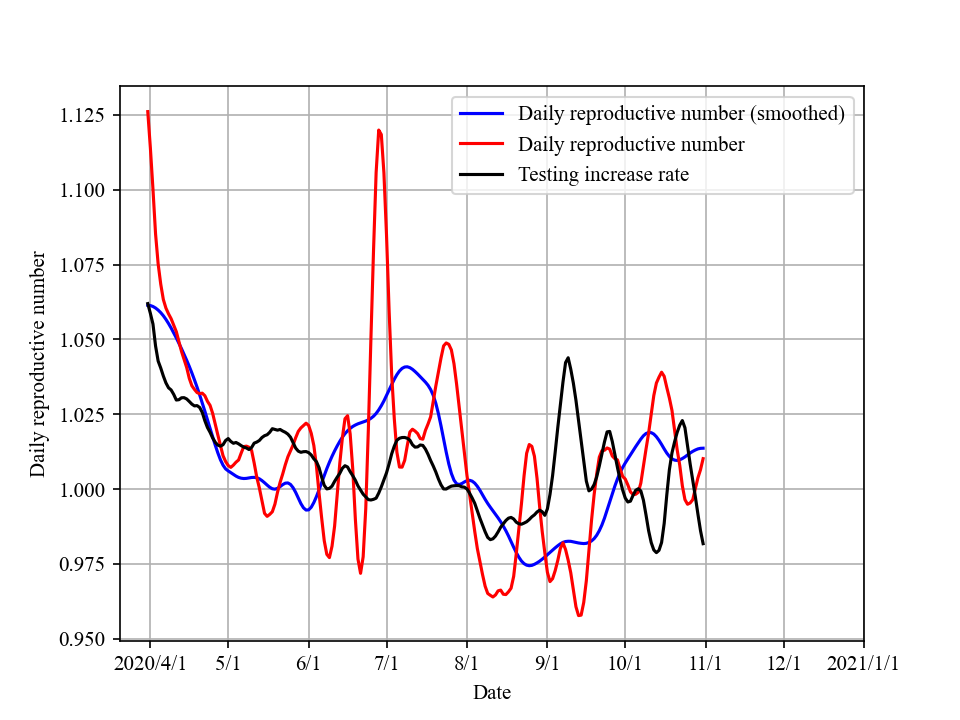 Daily reproductive number (smoothed)
Daily reproductive number
Testing increase rate
Daily reproductive number
1.125
1.100
1.075
1.050
1.025
1.000
0.975
0.950
2020/4/1 5/1 6/1 7/1 8/1 9/1 10/1 11/1 12/1 2021/1/1
Date